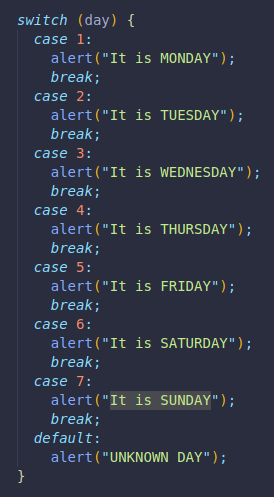 switch (day) {
  case 1:
    alert("It is MONDAY");
    break;
  case 2:
    alert("It is TUESDAY");
    break;
  case 3:
    alert("It is WEDNESDAY");
    break;
  case 4:
    alert("It is THURSDAY");
    break;
  case 5:
    alert("It is FRIDAY");
    break;
  case 6:
    alert("It is SATURDAY");
    break;
  case 7:
    alert("It is SUNDAY");
    break;
  default:
    alert("UNKNOWN DAY");
}